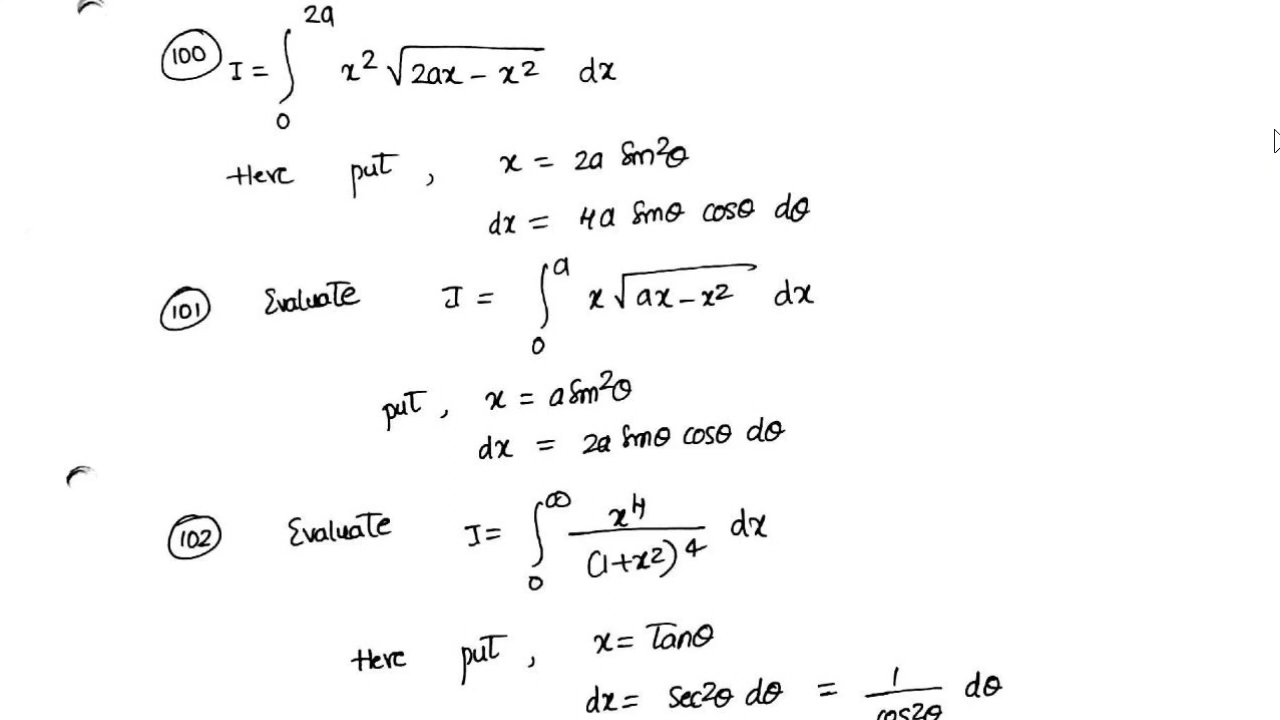 100 I = ∫₀^2a x² √(2ax - x²) dx
Here put, x = 2a Sin²θ
dx = 4a Sinθ cosθ dθ
101 Evaluate I = ∫₀^a x √(ax - x²) dx
put, x = a Sin²θ
dx = 2a Sinθ cosθ dθ
102 Evaluate I = ∫₀^∞ x⁴/(1+x²)⁴ dx
Here put, x = Tanθ
dx = sec²θ dθ = 1/cos²θ dθ